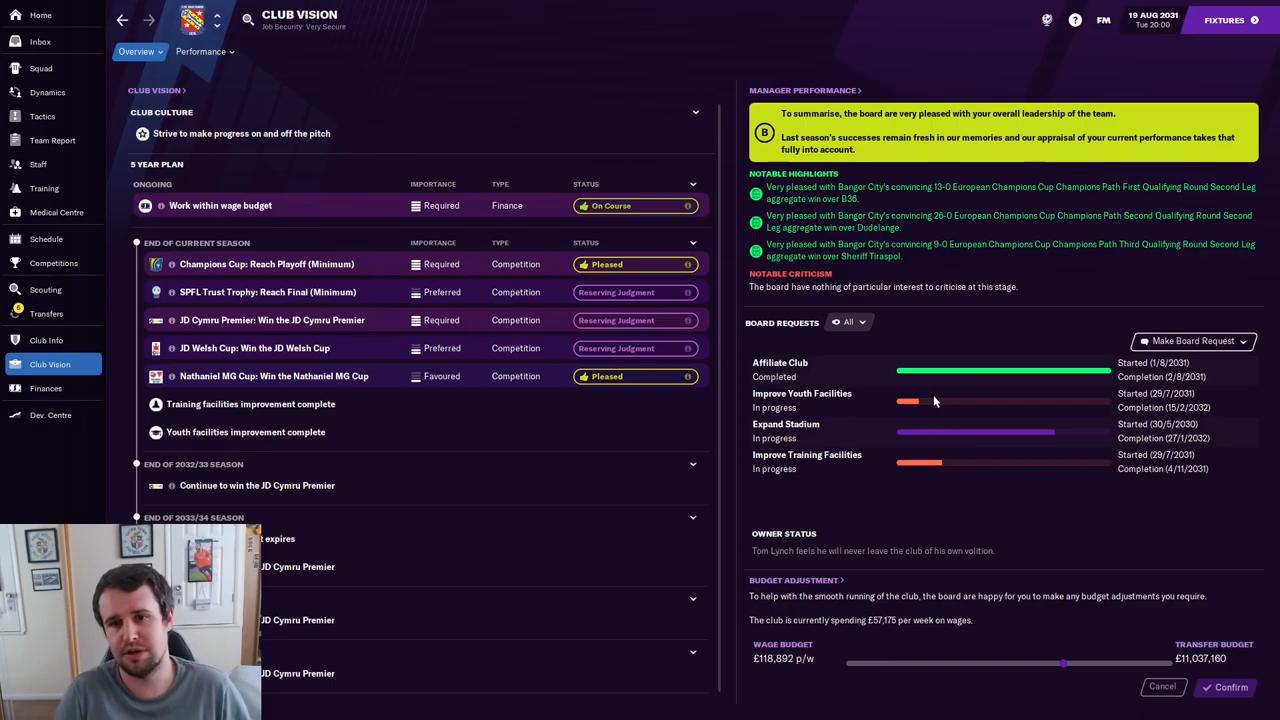 Home
Inbox
Squad
Dynamics
Tactics
Team Report
Staff
Training
Medical Centre
Schedule
Competitions
Scouting
6
Transfers
Club Info
Club Vision
Finances
Dev. Centre
CLUB VISION
Job Security: Very Secure
FM
19 AUG 2031
Tue 20:00
FIXTURES
Overview
Performance
CLUB VISION
CLUB CULTURE
Strive to make progress on and off the pitch
5 YEAR PLAN
ONGOING IMPORTANCE TYPE STATUS
Work within wage budget Required Finance On Course
END OF CURRENT SEASON IMPORTANCE TYPE STATUS
Champions Cup: Reach Playoff (Minimum) Required Competition Pleased
SPFL Trust Trophy: Reach Final (Minimum) Preferred Competition Reserving Judgment
JD Cymru Premier: Win the JD Cymru Premier Required Competition Reserving Judgment
JD Welsh Cup: Win the JD Welsh Cup Preferred Competition Reserving Judgment
Nathaniel MG Cup: Win the Nathaniel MG Cup Favoured Competition Pleased
Training facilities improvement complete
Youth facilities improvement complete
END OF 2032/33 SEASON
Continue to win the JD Cymru Premier
END OF 2033/34 SEASON
t expires
JD Cymru Premier
JD Cymru Premier
JD Cymru Premier
MANAGER PERFORMANCE
B
To summarise, the board are very pleased with your overall leadership of the team.
Last season's successes remain fresh in our memories and our appraisal of your current performance takes that
fully into account.
NOTABLE HIGHLIGHTS
Very pleased with Bangor City's convincing 13-0 European Champions Cup Champions Path First Qualifying Round Second Leg
aggregate win over B36.
Very pleased with Bangor City's convincing 26-0 European Champions Cup Champions Path Second Qualifying Round Second
Leg aggregate win over Dudelange.
Very pleased with Bangor City's convincing 9-0 European Champions Cup Champions Path Third Qualifying Round Second Leg
aggregate win over Sheriff Tiraspol.
NOTABLE CRITICISM
The board have nothing of particular interest to criticise at this stage.
BOARD REQUESTS All
Make Board Request
Affiliate Club Started (1/8/2031)
Completed Completion (2/8/2031)
Improve Youth Facilities Started (29/7/2031)
In progress Completion (15/2/2032)
Expand Stadium Started (30/5/2030)
In progress Completion (27/1/2032)
Improve Training Facilities Started (29/7/2031)
In progress Completion (4/11/2031)
OWNER STATUS
Tom Lynch feels he will never leave the club of his own volition.
BUDGET ADJUSTMENT
To help with the smooth running of the club, the board are happy for you to make any budget adjustments you require.
The club is currently spending £57,175 per week on wages.
WAGE BUDGET TRANSFER BUDGET
£118,892 p/w £11,037,160
Cancel Confirm